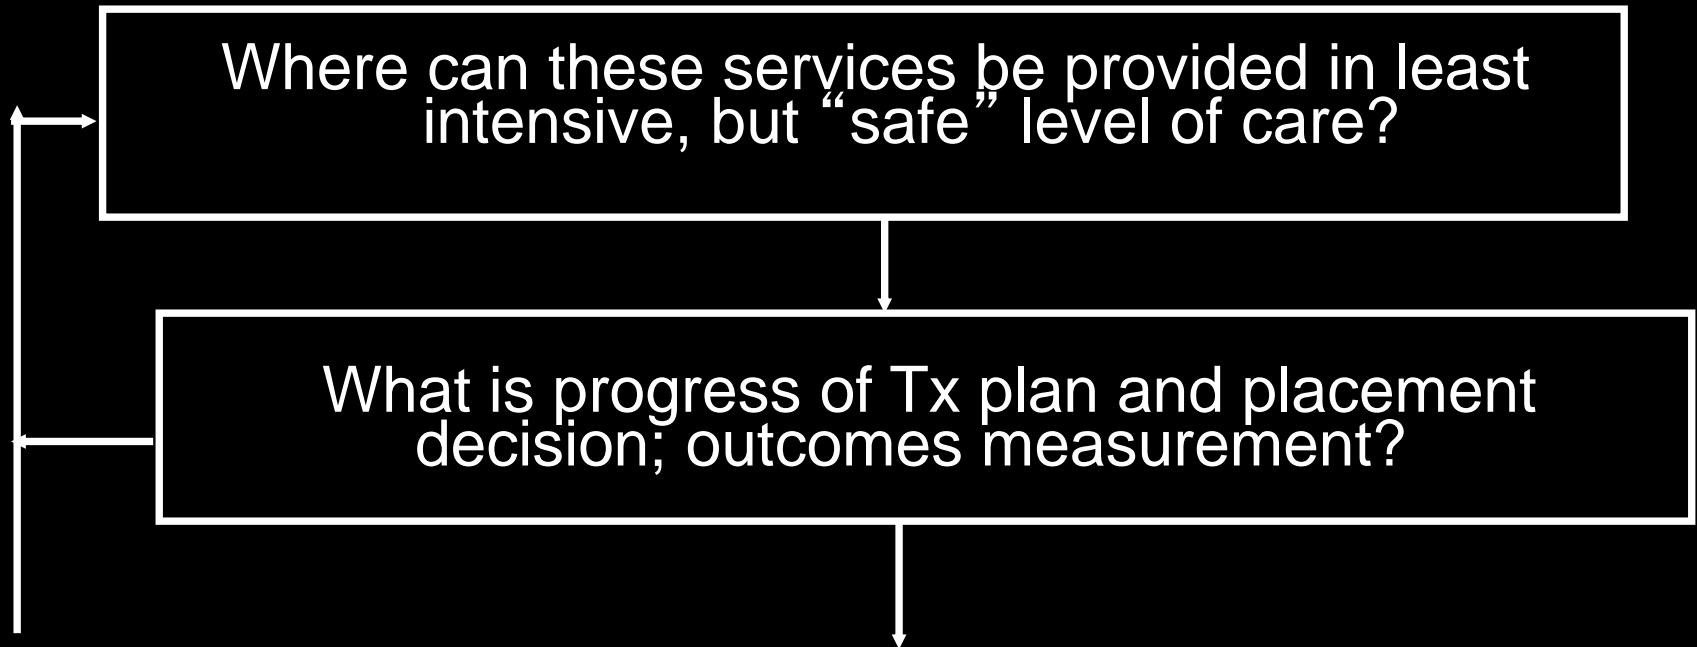 Where can these services be provided in least
intensive, but “safe” level of care?
What is progress of Tx plan and placement
decision; outcomes measurement?